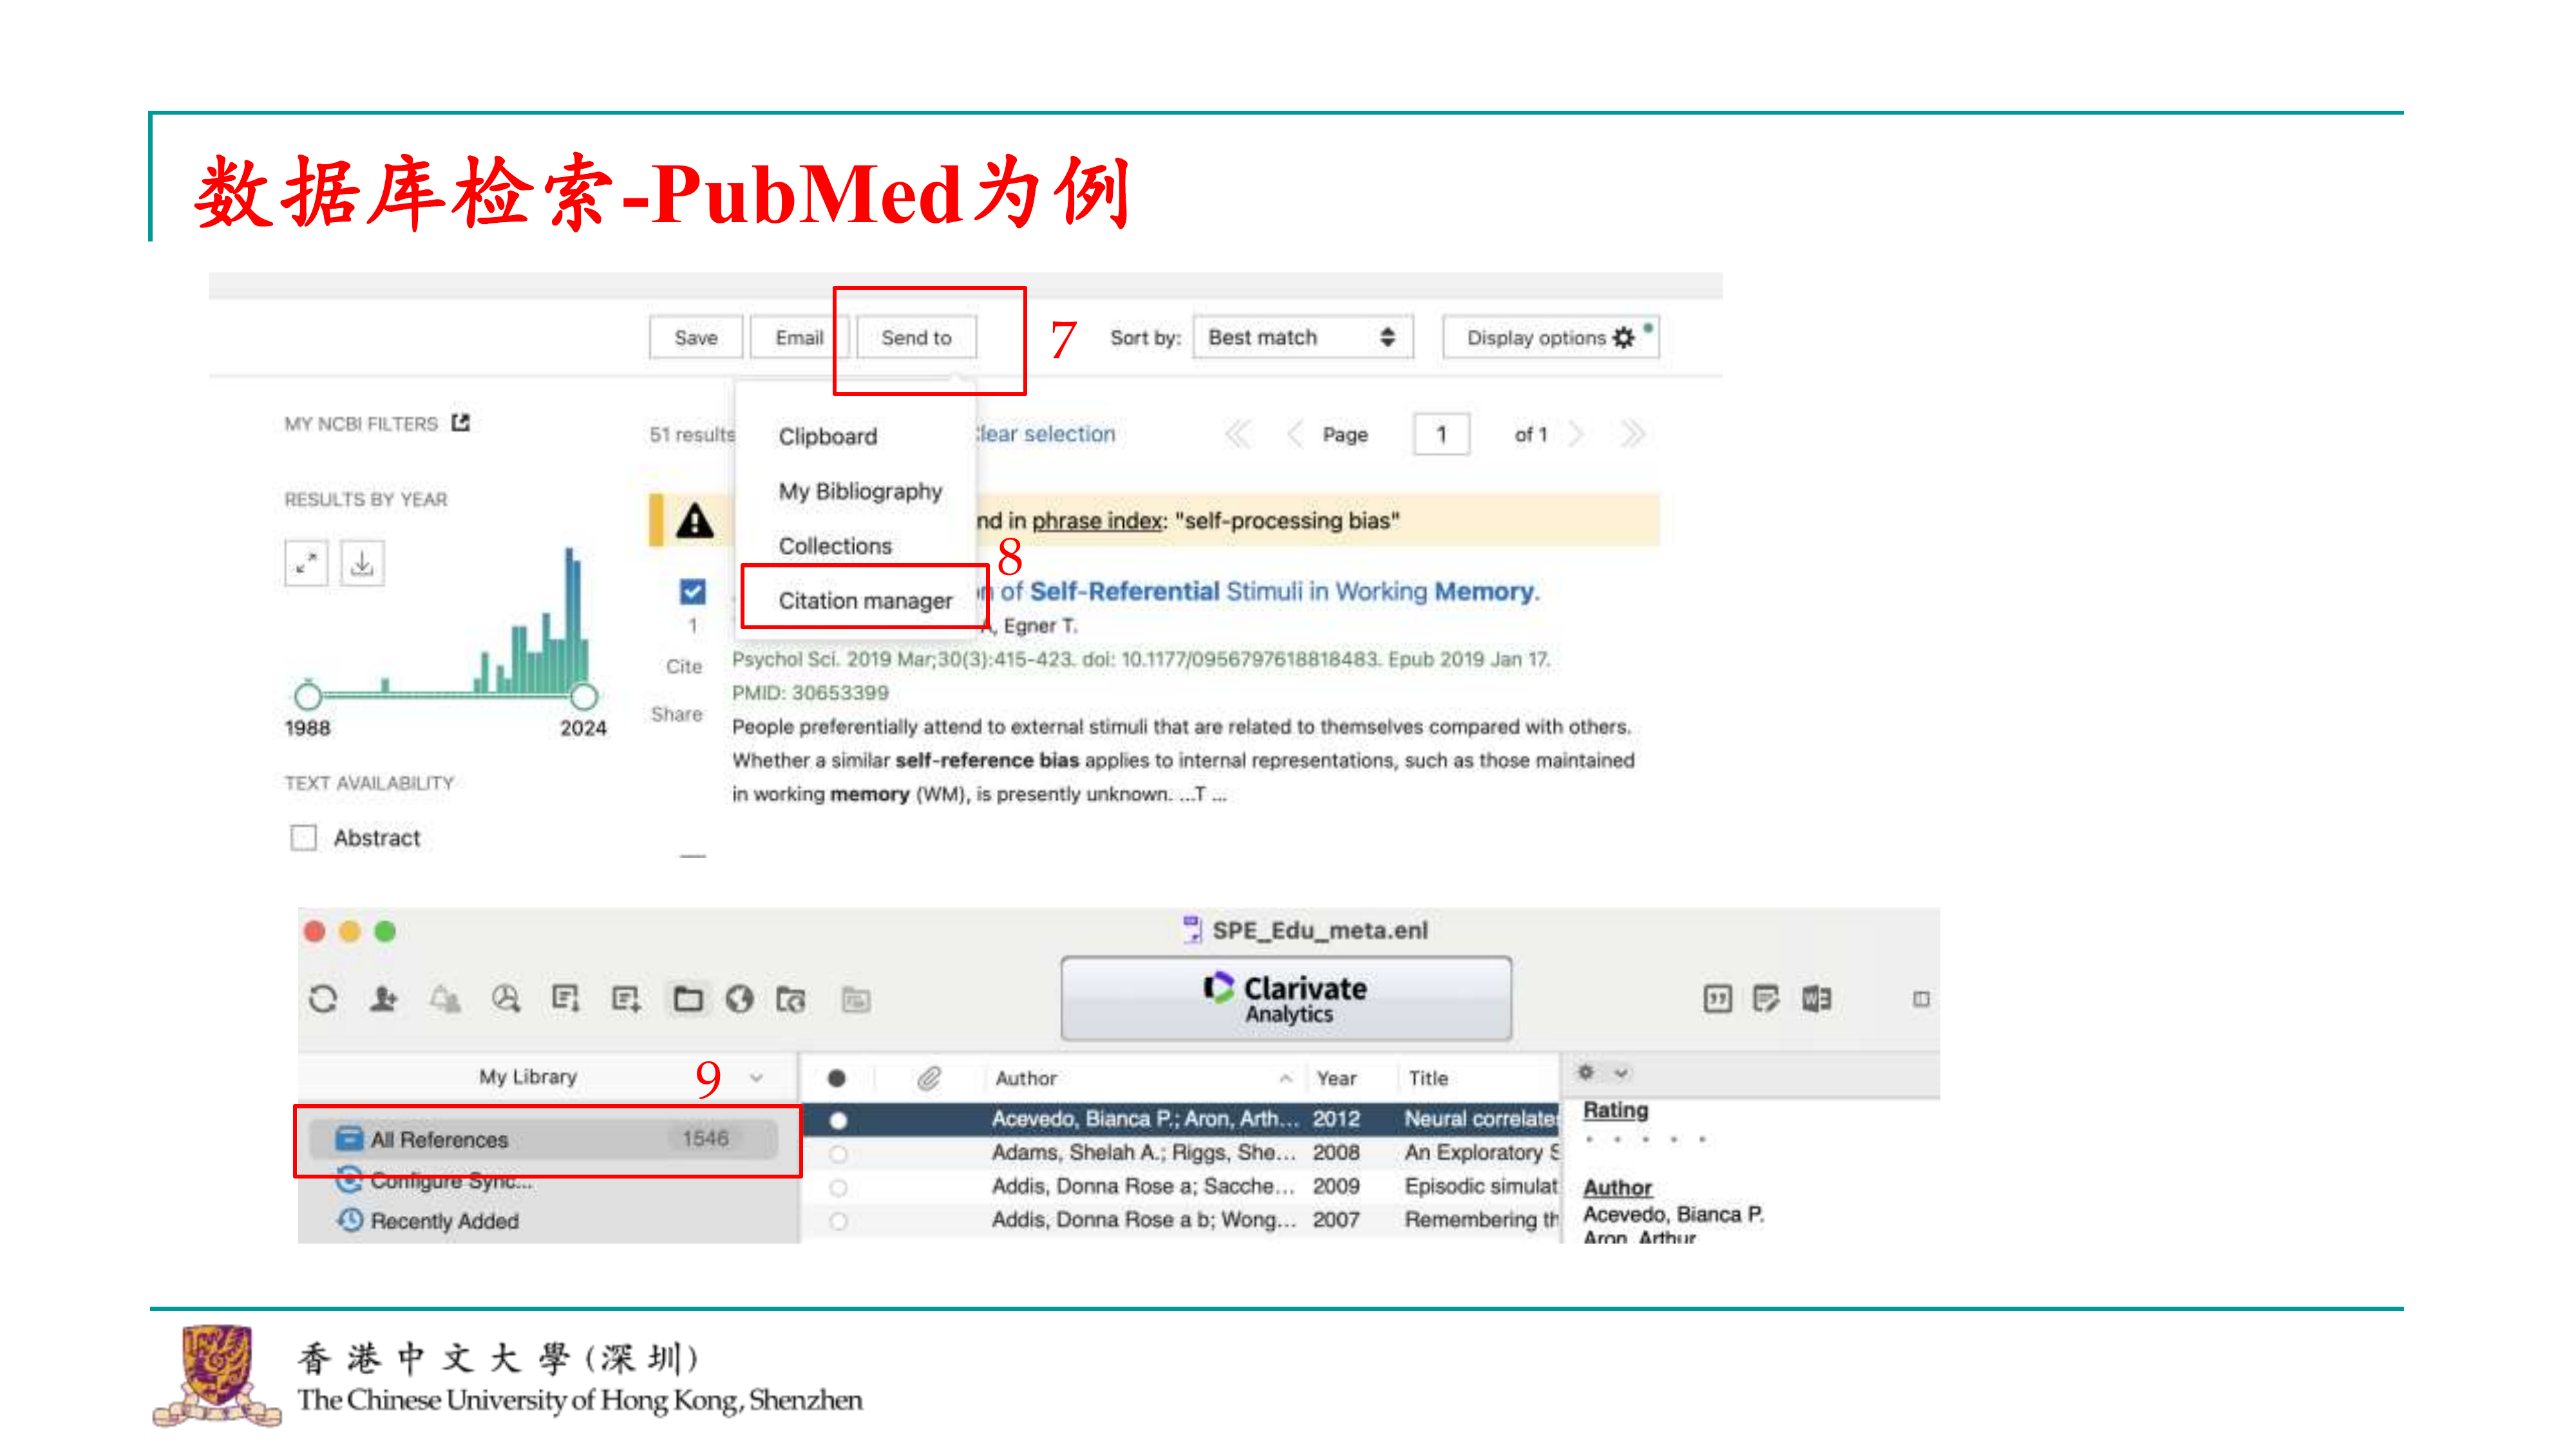 数据库检索-PubMed为例
Save
Email
Send to
7
Sort by:
Best match
Display options
MY NCBI FILTERS
51 results
Clipboard
lear selection
Page
1
of 1
My Bibliography
RESULTS BY YEAR
nd in phrase index: "self-processing bias"
Collections
8
Citation manager
n of Self-Referential Stimuli in Working Memory.
1
, Egner T.
Cite
Psychol Sci. 2019 Mar;30(3):415-423. doi: 10.1177/0956797618818483. Epub 2019 Jan 17.
PMID: 30653399
Share
1988
2024
People preferentially attend to external stimuli that are related to themselves compared with others.
Whether a similar self-reference bias applies to internal representations, such as those maintained
in working memory (WM), is presently unknown. ...T ...
TEXT AVAILABILITY
Abstract
SPE_Edu_meta.enl
Clarivate
Analytics
My Library
9
Author
Year
Title
All References
1546
Configure Sync...
Recently Added
Acevedo, Bianca P.; Aron, Arth... 2012 Neural correlates
Adams, Shelah A.; Riggs, She... 2008 An Exploratory S
Addis, Donna Rose a; Sacche... 2009 Episodic simulat
Addis, Donna Rose a b; Wong... 2007 Remembering th
Rating
Author
Acevedo, Bianca P.
Aron, Arthur
香港中文大學(深圳)
The Chinese University of Hong Kong, Shenzhen